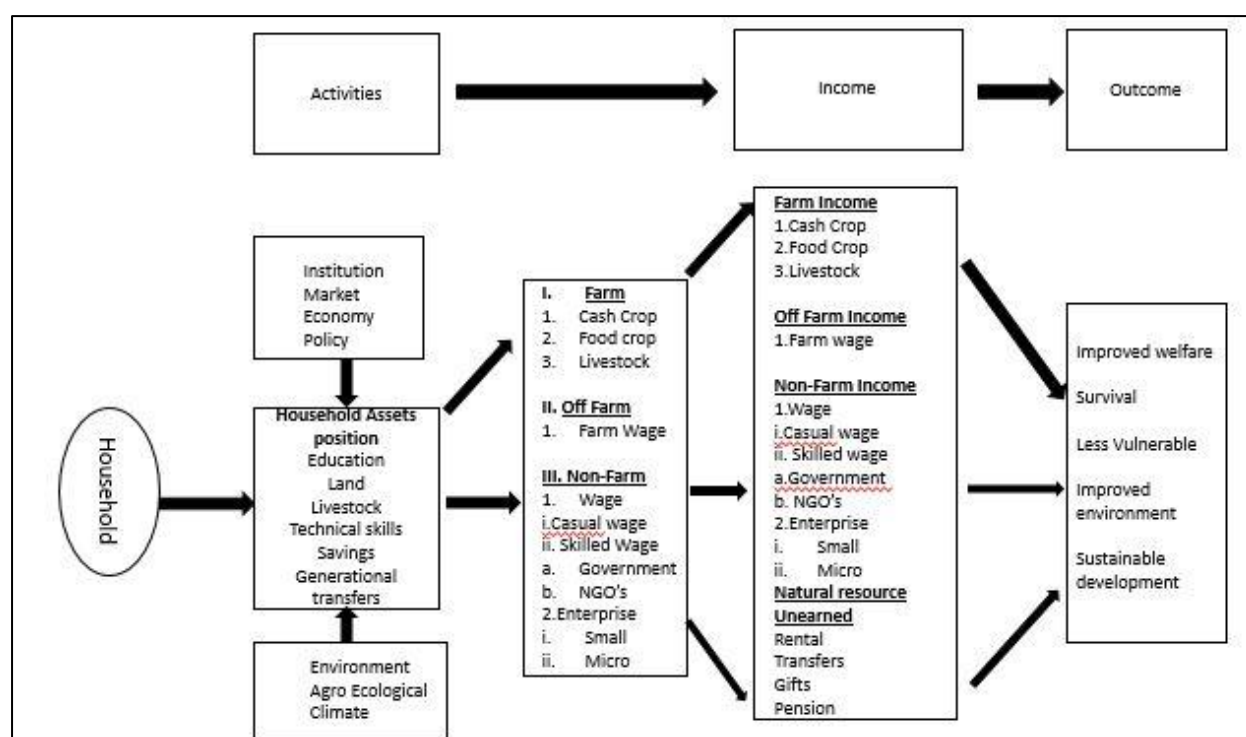 Activities
Income
Outcome
Institution
Market
Economy
Policy
Household
Household Assets
position
Education
Land
Livestock
Technical skills
Savings
Generational
transfers
Environment
Agro Ecological
Climate
I. Farm
1. Cash Crop
2. Food crop
3. Livestock
II. Off Farm
1. Farm Wage
III. Non-Farm
1. Wage
i.Casual wage
ii. Skilled Wage
a. Government
b. NGO's
2.Enterprise
i. Small
ii. Micro
Farm Income
1.Cash Crop
2.Food Crop
3.Livestock
Off Farm Income
1.Farm wage
Non-Farm Income
1.Wage
i.Casual wage
ii. Skilled wage
a.Government
b. NGO's
2.Enterprise
i. Small
ii. Micro
Natural resource
Unearned
Rental
Transfers
Gifts
Pension
Improved welfare
Survival
Less Vulnerable
Improved
environment
Sustainable
development